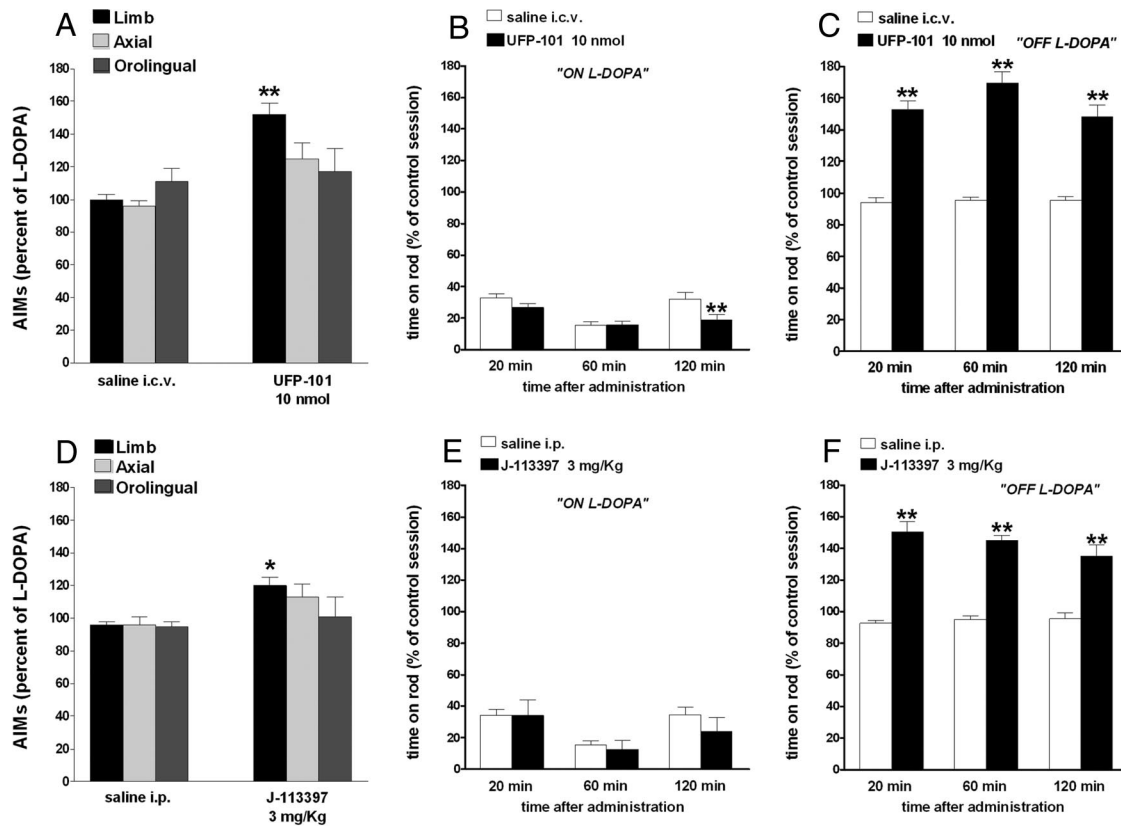 A
Limb
Axial
Orolingual
AIMs (percent of L-DOPA)
180
160
140
120
100
80
60
40
20
0
**
saline i.c.v.
UFP-101
10 nmol
B
saline i.c.v.
UFP-101 10 nmol
"ON L-DOPA"
time on rod (% of control session)
180
160
140
120
100
80
60
40
20
0
**
20 min
60 min
120 min
time after administration
C
saline i.c.v.
UFP-101 10 nmol
"OFF L-DOPA"
time on rod (% of control session)
180
160
140
120
100
80
60
40
20
0
**
**
**
20 min
60 min
120 min
time after administration
D
Limb
Axial
Orolingual
AIMs (percent of L-DOPA)
180
160
140
120
100
80
60
40
20
0
*
saline i.p.
J-113397
3 mg/Kg
E
saline i.p.
J-113397 3 mg/Kg
"ON L-DOPA"
time on rod (% of control session)
180
160
140
120
100
80
60
40
20
0
20 min
60 min
120 min
time after administration
F
saline i.p.
J-113397 3 mg/Kg
"OFF L-DOPA"
time on rod (% of control session)
180
160
140
120
100
80
60
40
20
0
**
**
**
20 min
60 min
120 min
time after administration